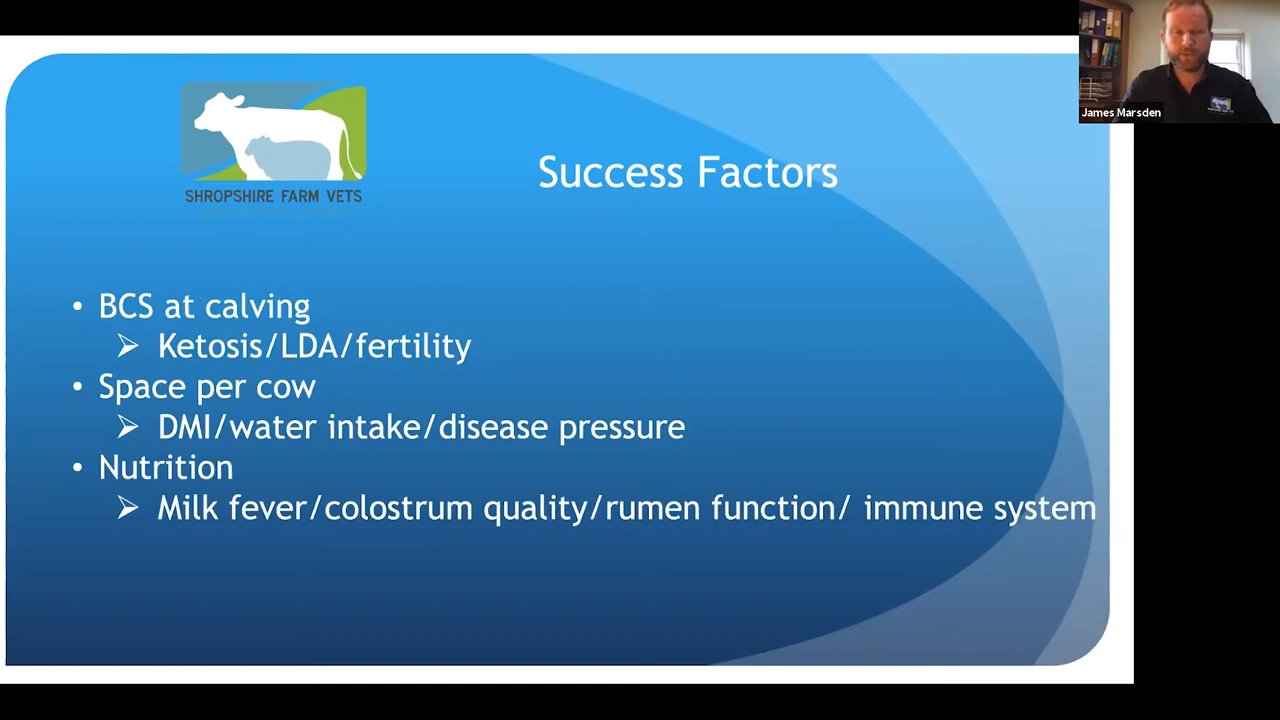 James Marsden
SHROPSHIRE FARM VETS
Success Factors
• BCS at calving
➢ Ketosis/LDA/fertility
• Space per cow
➢ DMI/water intake/disease pressure
• Nutrition
➢ Milk fever/colostrum quality/rumen function/ immune system